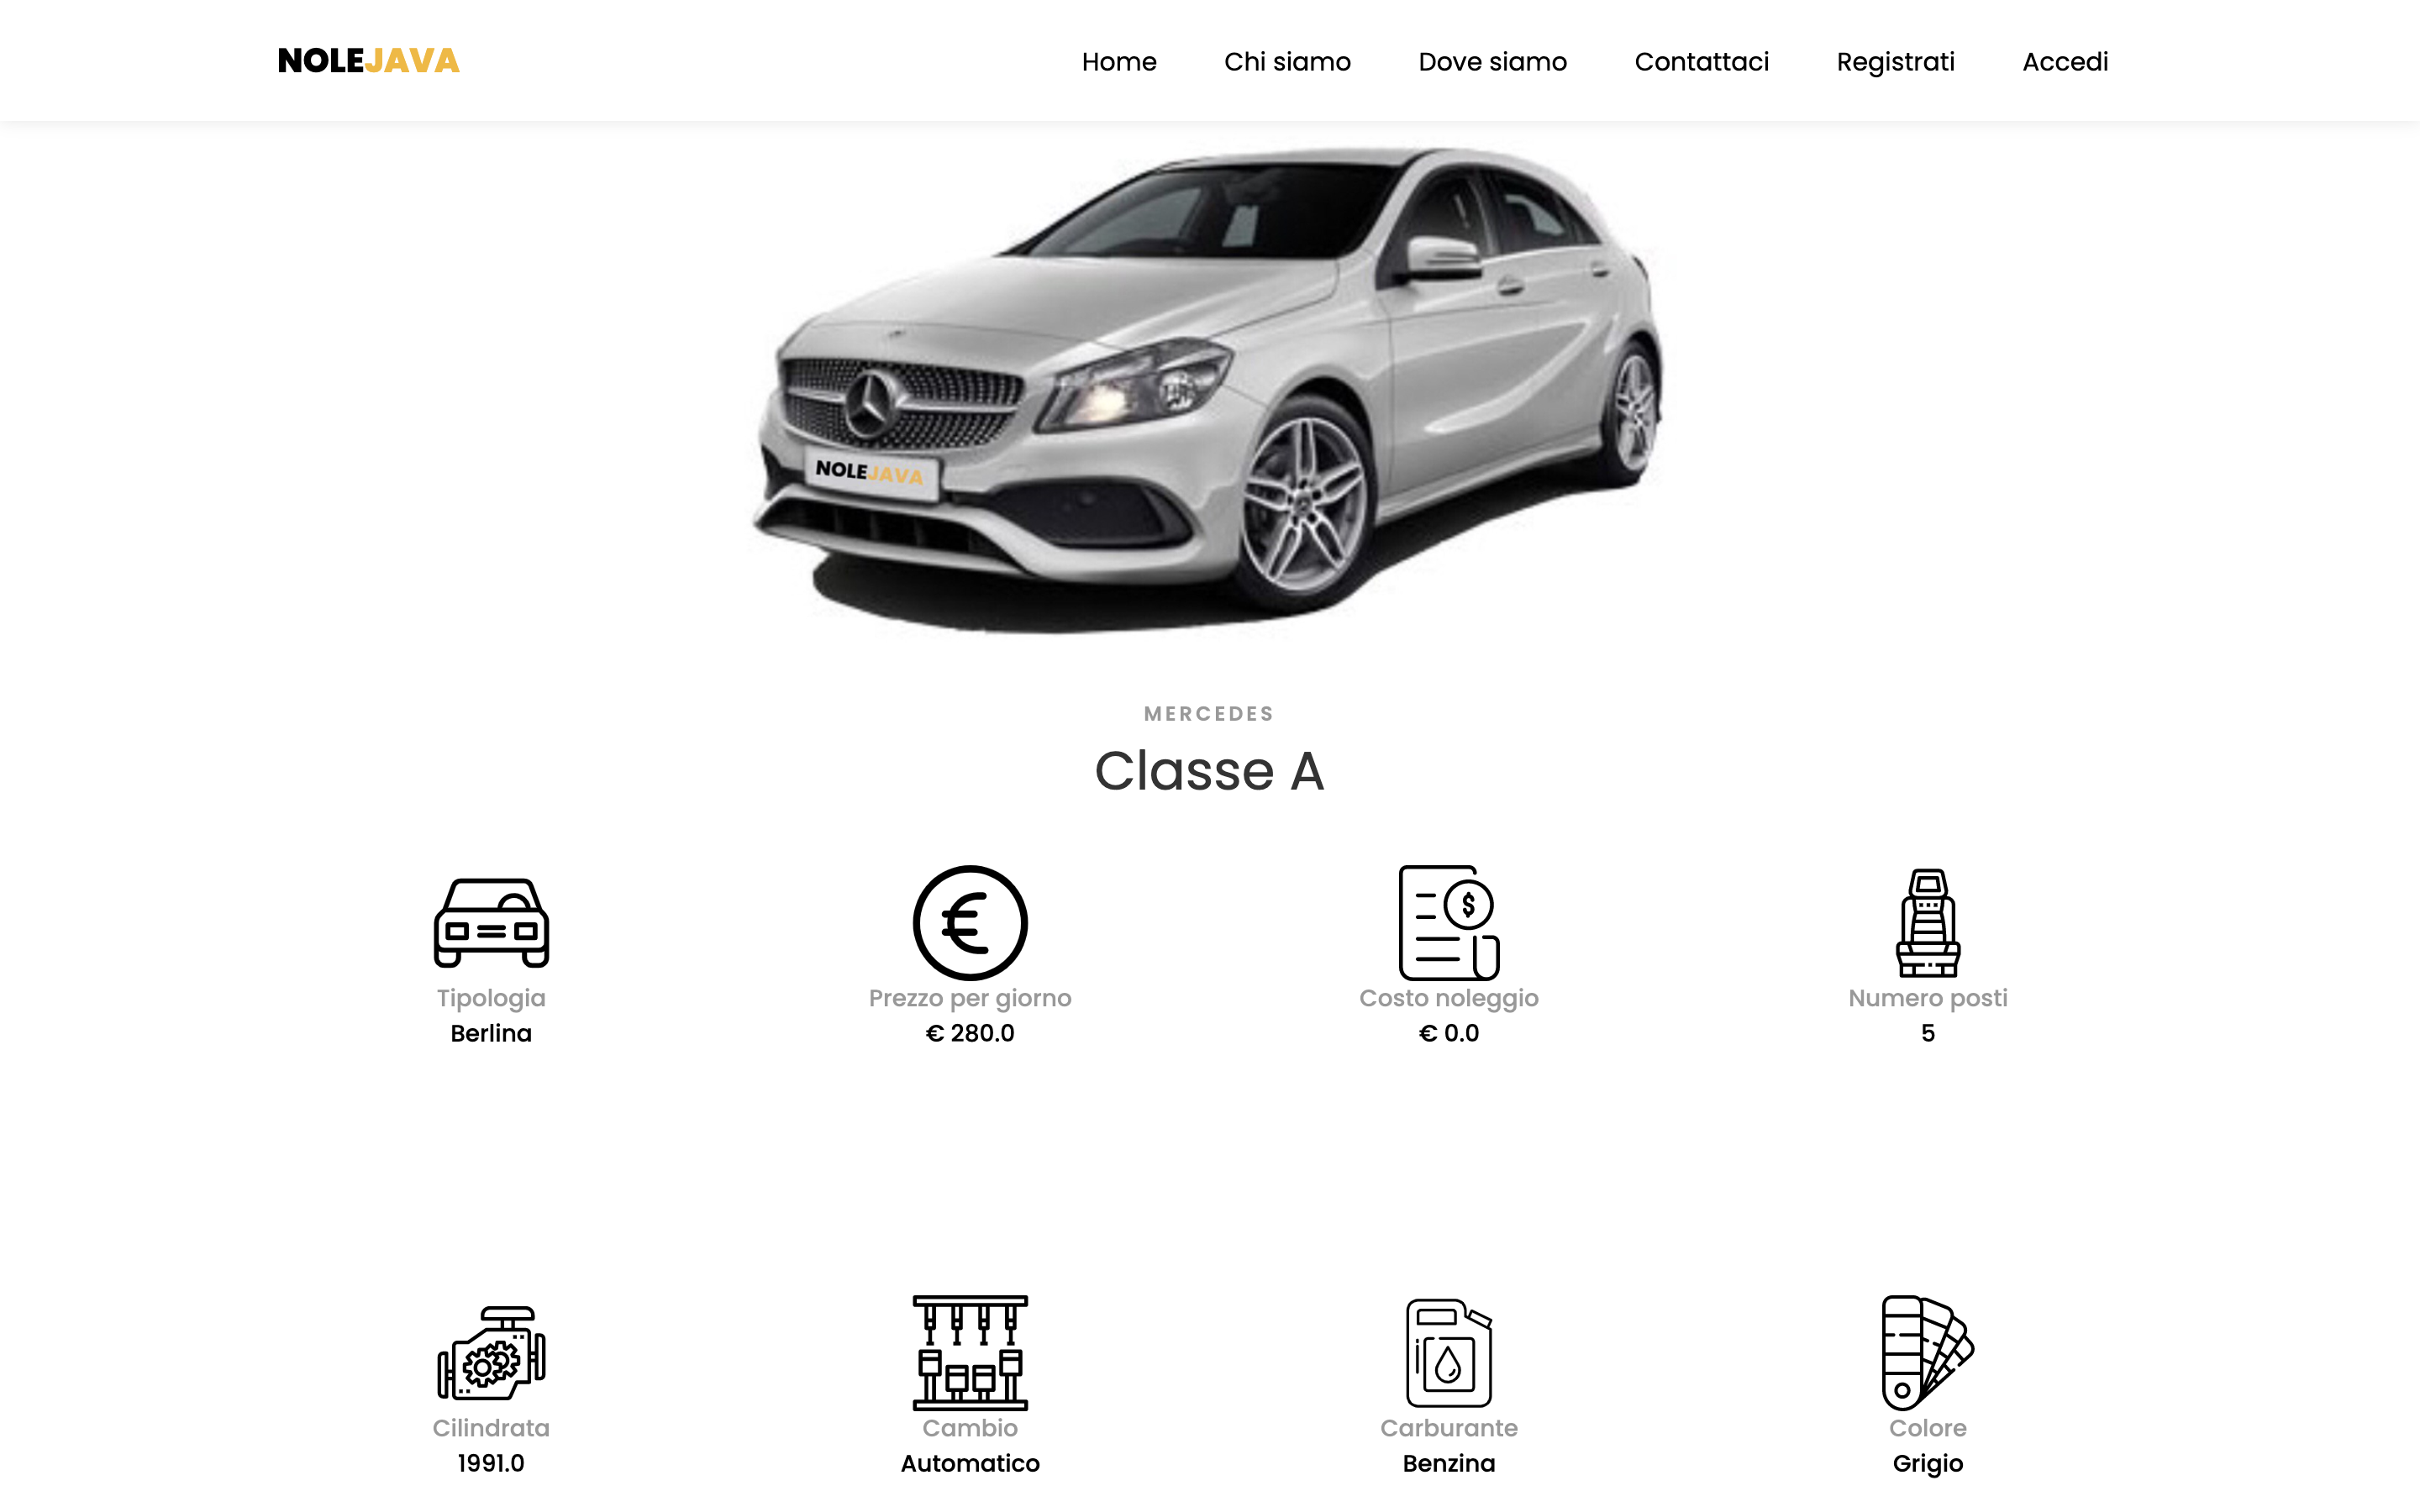 NOLEJAVA
Home Chi siamo Dove siamo Contattaci Registrati Accedi
NOLEJAVA
MERCEDES
Classe A
€ $
Tipologia Prezzo per giorno Costo noleggio Numero posti
Berlina € 280.0 € 0.0 5
Cilindrata Cambio Carburante Colore
1991.0 Automatico Benzina Grigio